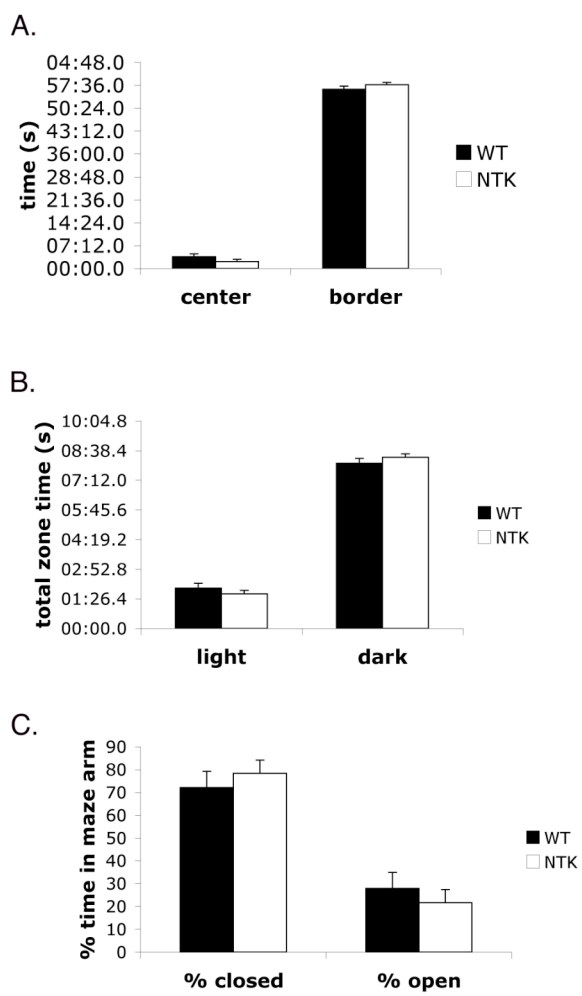 A.
time (s)
04:48.0
57:36.0
50:24.0
43:12.0
36:00.0
28:48.0
21:36.0
14:24.0
07:12.0
00:00.0
center border
WT
NTK
B.
total zone time (s)
10:04.8
08:38.4
07:12.0
05:45.6
04:19.2
02:52.8
01:26.4
00:00.0
light dark
WT
NTK
C.
% time in maze arm
90
80
70
60
50
40
30
20
10
0
% closed % open
WT
NTK